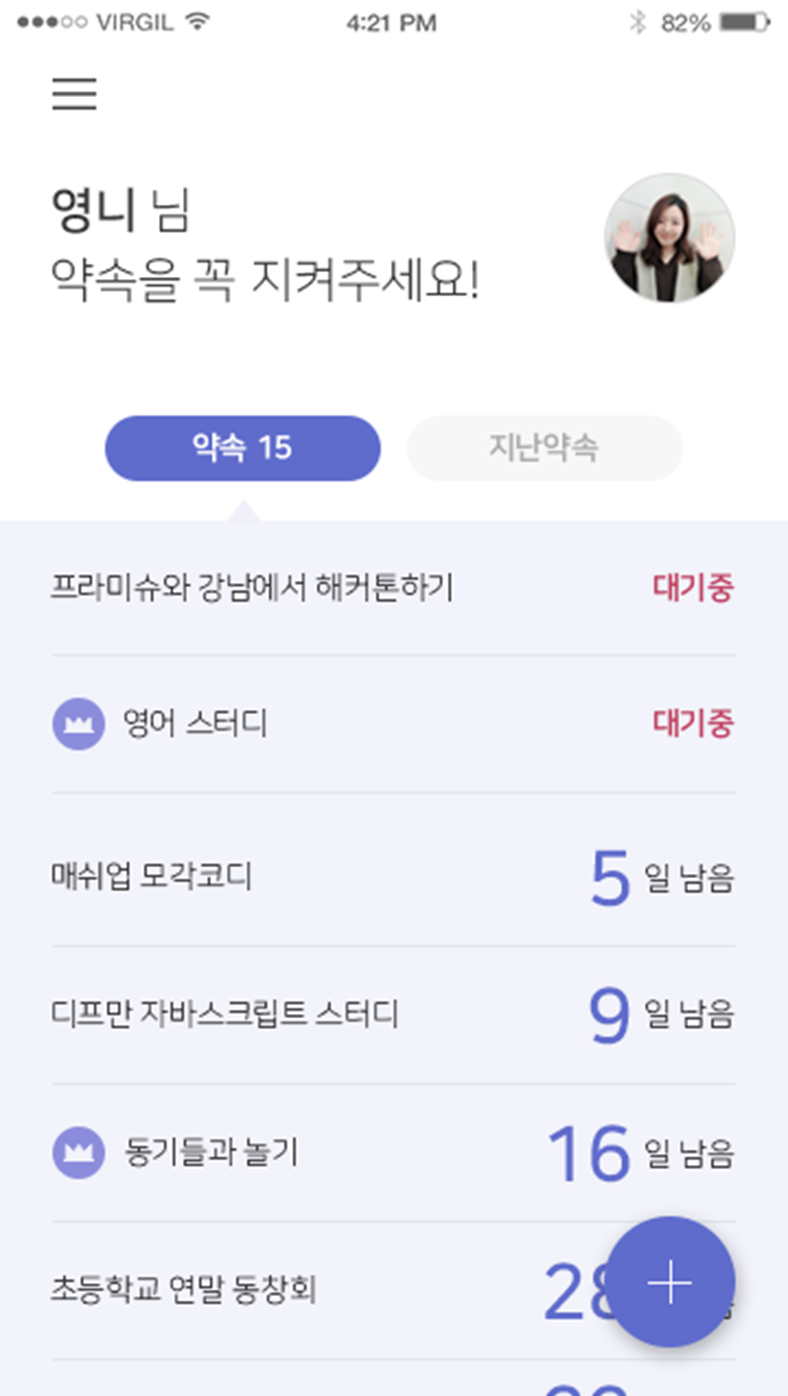 VIRGIL 4:21 PM 82%
영니 님
약속을 꼭 지켜주세요!
약속 15 지난약속
프라미슈와 강남에서 해커톤하기 대기중
영어 스터디 대기중
매쉬업 모각코디 5 일 남음
디프만 자바스크립트 스터디 9 일 남음
동기들과 놀기 16 일 남음
초등학교 연말 동창회